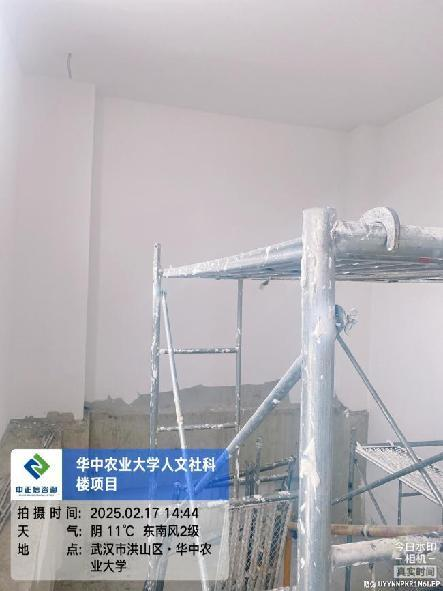 华中农业大学人文社科
楼项目
拍摄时间: 2025.02.17 14:44
天 气: 阴 11℃ 东南风2级
地 点: 武汉市洪山区·华中农
业大学
今日水印
相机
真实时间